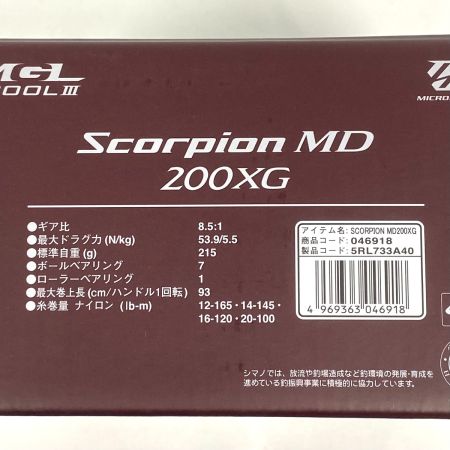 MGL
SPOOL III
MICRO
Scorpion MD
200XG
●ギア比 8.5:1
●最大ドラグ力(N/kg) 53.9/5.5
●標準自重(g) 215
●ボールベアリング 7
●ローラーベアリング 1
●最大巻上長(cm/ハンドル1回転) 93
●糸巻量 ナイロン(lb-m) 12-165・14-145・
16-120・20-100
アイテム名: SCORPION MD200XG
商品コード: 046918
製品コード: 5RL733A40
4 969363 046918
シマノでは、放流や釣場造成など釣環境の発展・育成を
進めている釣振興事業に積極的に協力しています。